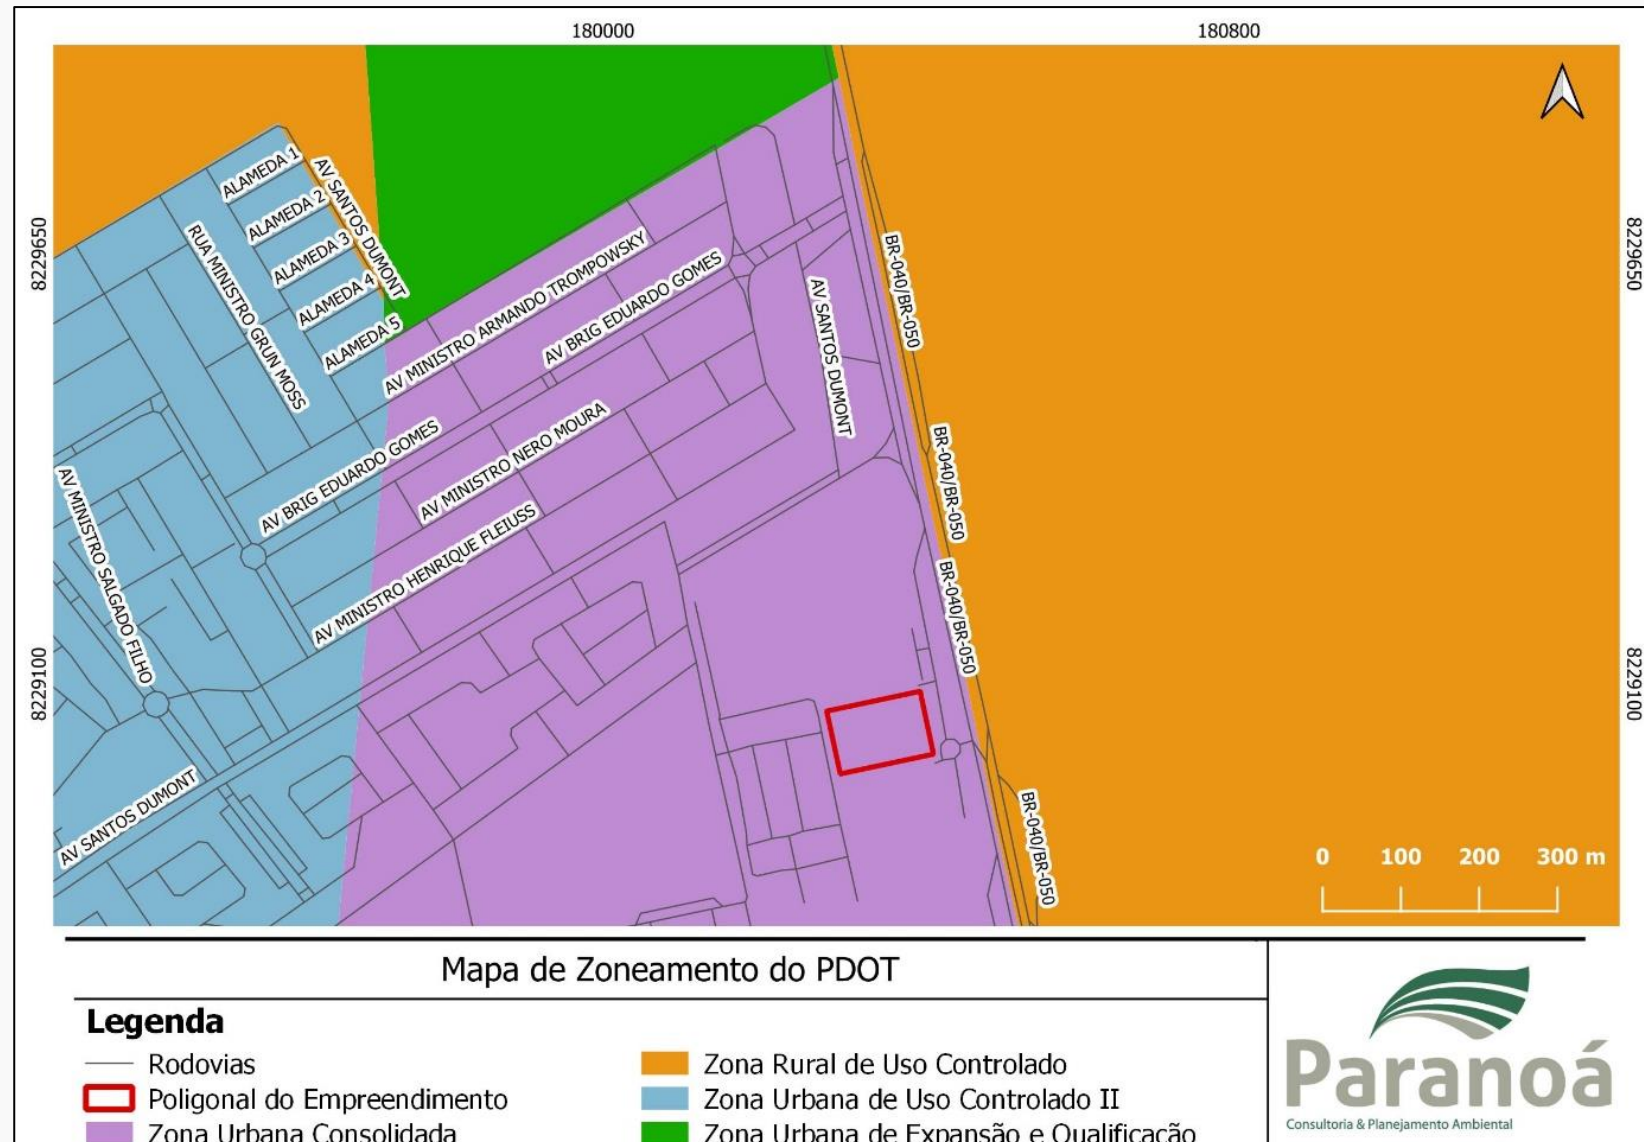 180000
180800
8229650
8229650
ALAMEDA 1
AV SANTOS DUMONT
ALAMEDA 2
RUA MINISTRO GRUN MOSS
ALAMEDA 3
ALAMEDA 4
ALAMEDA 5
AV MINISTRO ARMANDO TROMPOWSKY
AV BRIG EDUARDO GOMES
AV SANTOS DUMONT
BR-040/BR-050
AV BRIG EDUARDO GOMES
AV MINISTRO NERO MOURA
BR-040/BR-050
AV MINISTRO SALGADO FILHO
AV MINISTRO HENRIQUE FLEIUSS
BR-040/BR-050
8229100
8229100
AV SANTOS DUMONT
BR-040/BR-050
0 100 200 300 m
Mapa de Zoneamento do PDOT
Legenda
Rodovias
Poligonal do Empreendimento
Zona Urbana Consolidada
Zona Rural de Uso Controlado
Zona Urbana de Uso Controlado II
Zona Urbana de Expansão e Qualificação
Paranoá
Consultoria & Planejamento Ambiental